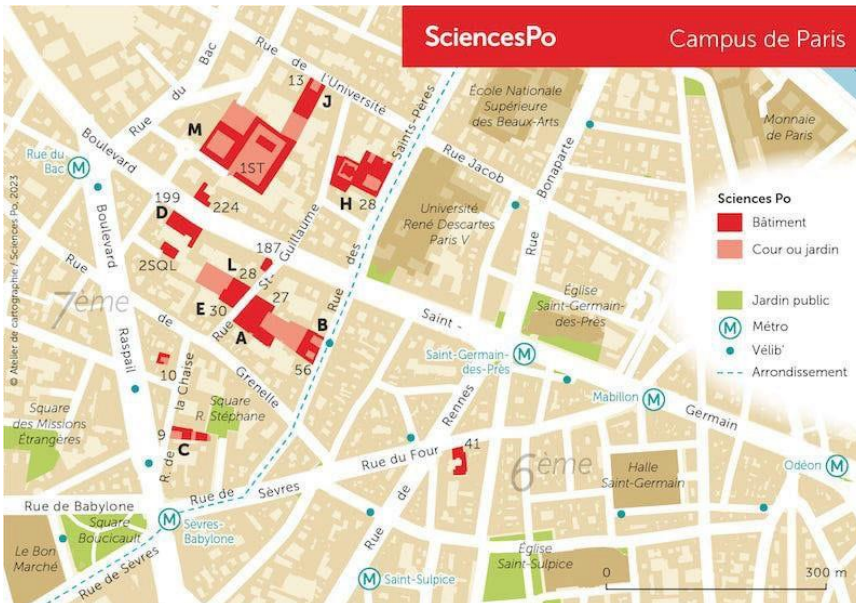 SciencesPo
Campus de Paris
Rue du Bac
Rue de l'Université
13
J
M
1ST
École Nationale
Supérieure
des Beaux-Arts
Monnaie
de Paris
Rue du
Bac
M
Boulevard
Saints-Peres
Rue Jacob
Rue Bonaparte
199
D
224
H 28
Université
René Descartes
Paris V
Sciences Po
Bâtiment
Cour ou jardin
Jardin public
M
Métro
Vélib'
Arrondissement
2SQL
187
L
28
Rue St-Guillaume
27
E 30
A
B
56
Rue des
Boulevard
Raspail
7ème
Rue de
Grenelle
Église
Saint-Germain-
des-Prés
Saint -
Germain
Saint-Germain-
des-Prés
M
Mabillon
M
Odéon
M
10
R. de la Chaise
Square
R. Stéphane
Square
des Missions
Étrangères
9
C
Rue du Four
41
6ème
Rue de Rennes
Halle
Saint-Germain
Rue de Babylone
Rue de Sèvres
M
Sèvres-
Babylone
Square
Boucicault
Le Bon
Marché
Rue de Sèvres
M
Saint-Sulpice
Église
Saint-Sulpice
0
300 m
© Atelier de cartographie / Sciences Po, 2023